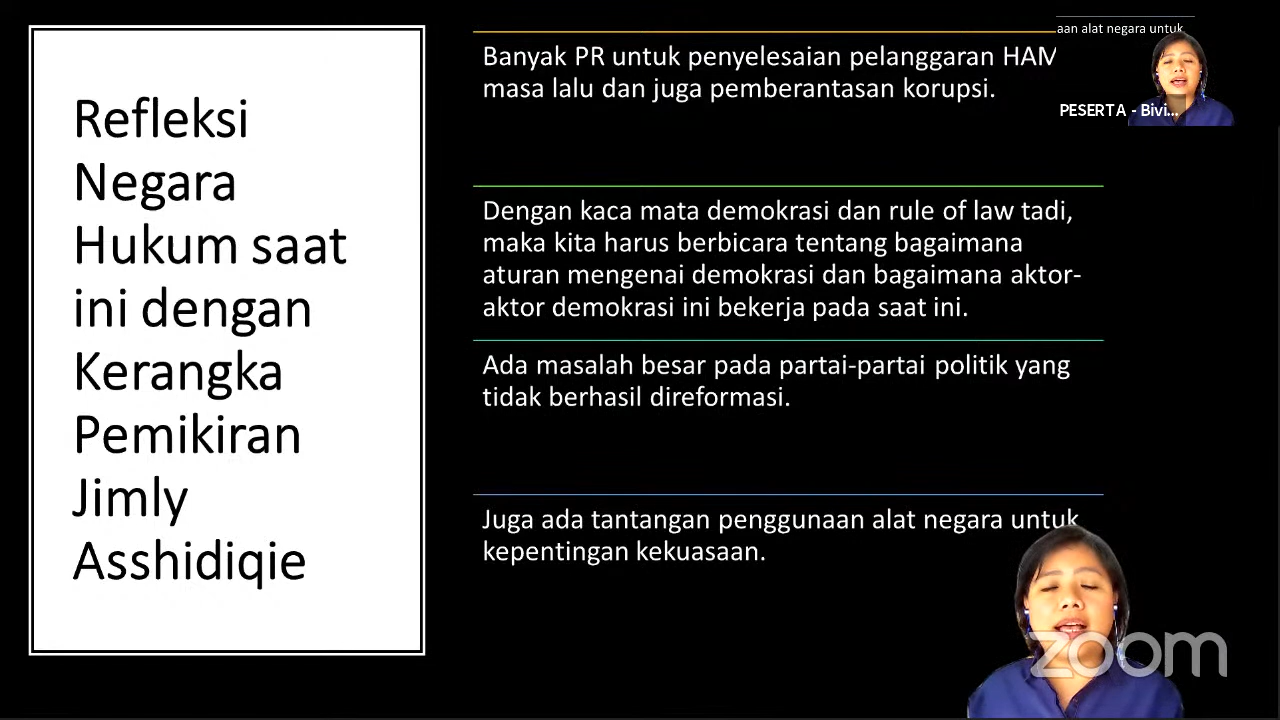 Refleksi
Negara
Hukum saat
ini dengan
Kerangka
Pemikiran
Jimly
Asshidiqie
Banyak PR untuk penyelesaian pelanggaran HAM
masa lalu dan juga pemberantasan korupsi.
Dengan kaca mata demokrasi dan rule of law tadi,
maka kita harus berbicara tentang bagaimana
aturan mengenai demokrasi dan bagaimana aktor-
aktor demokrasi ini bekerja pada saat ini.
Ada masalah besar pada partai-partai politik yang
tidak berhasil direformasi.
Juga ada tantangan penggunaan alat negara untuk
kepentingan kekuasaan.
aan alat negara untuk
PESERTA - Bivi...
zoom